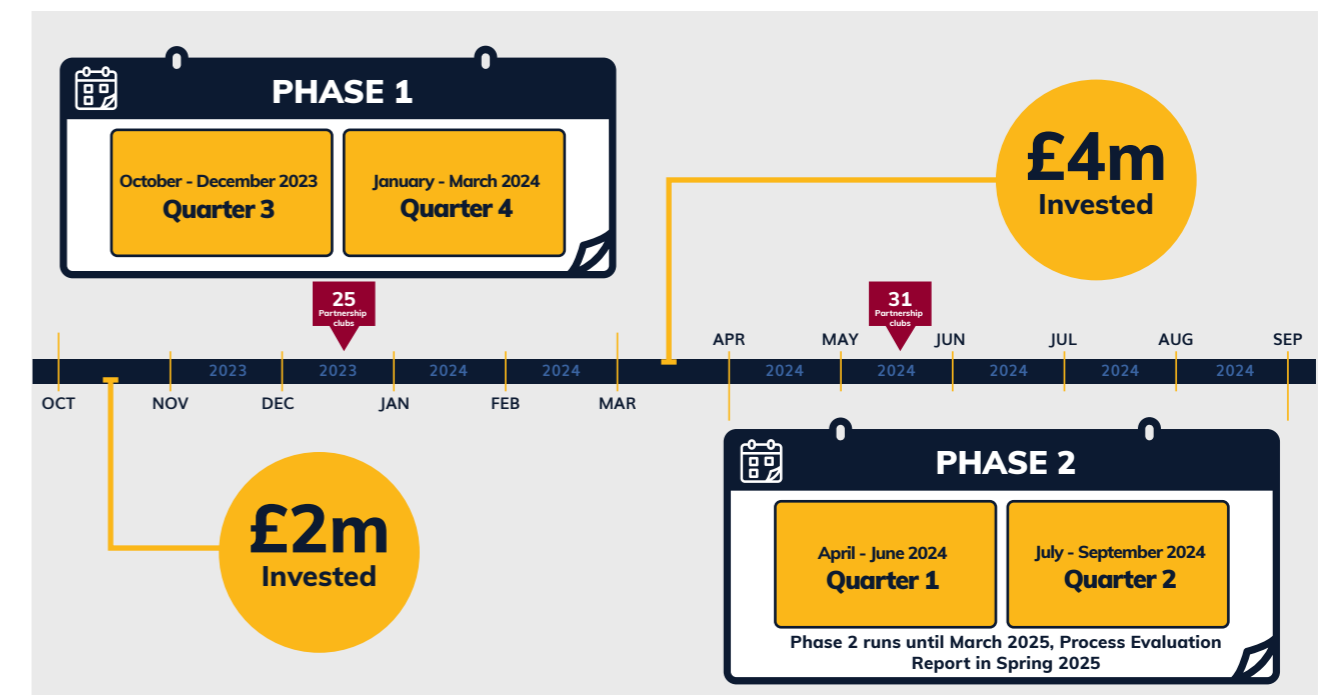 PHASE 1
October - December 2023
Quarter 3
January - March 2024
Quarter 4
£4m
Invested
25
Partnership
clubs
31
Partnership
clubs
APR MAY JUN JUL AUG SEP
2023 2023 2024 2024 2024 2024 2024 2024 2024
OCT NOV DEC JAN FEB MAR
£2m
Invested
PHASE 2
April - June 2024
Quarter 1
July - September 2024
Quarter 2
Phase 2 runs until March 2025, Process Evaluation
Report in Spring 2025